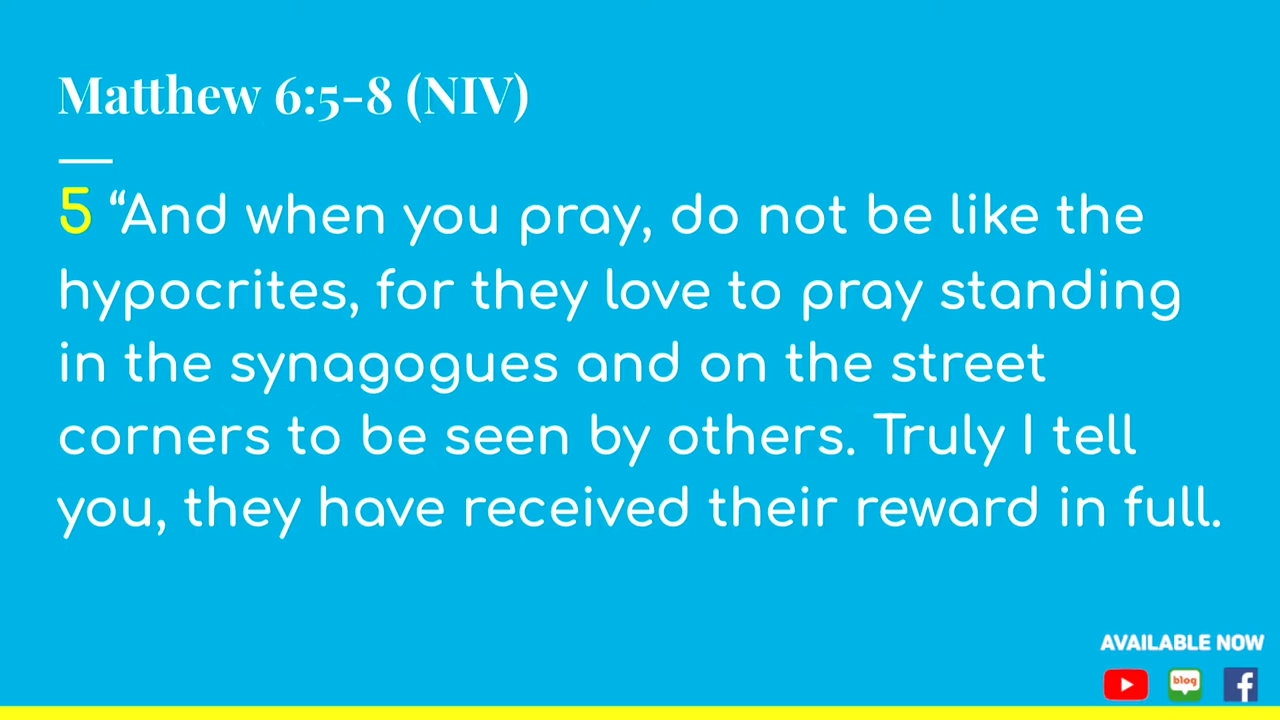 Matthew 6:5-8 (NIV)
5 “And when you pray, do not be like the
hypocrites, for they love to pray standing
in the synagogues and on the street
corners to be seen by others. Truly I tell
you, they have received their reward in full.
AVAILABLE NOW
blog
f